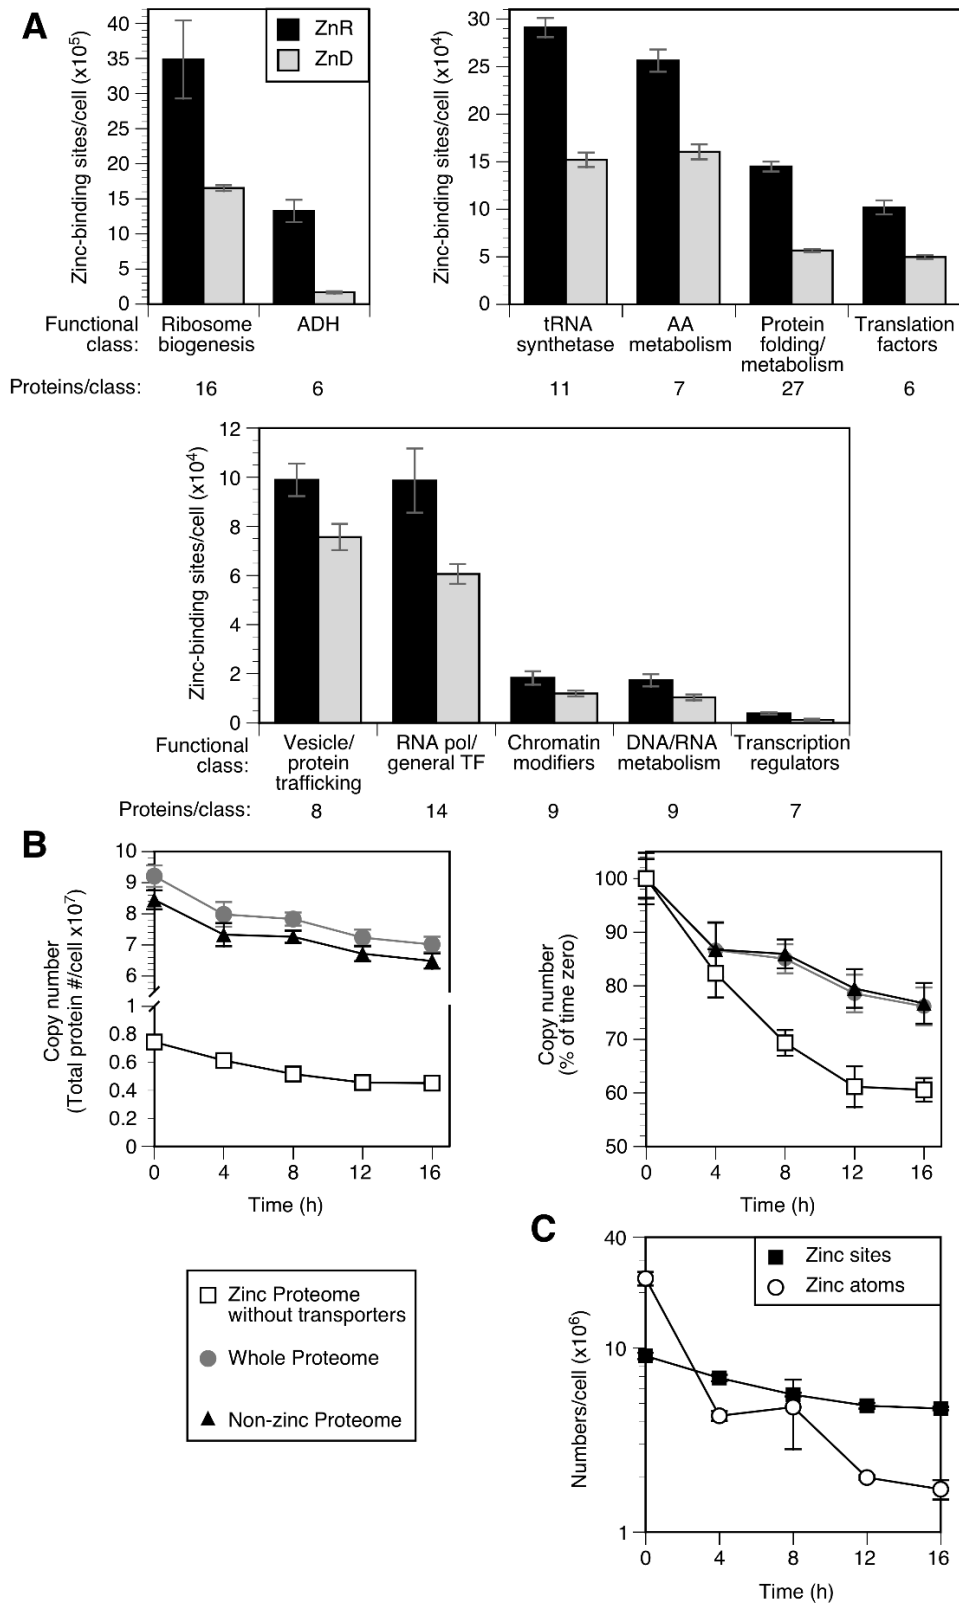 A
ZnR
ZnD
Zinc-binding sites/cell (x10⁵)
40
35
30
25
20
15
10
5
0
Functional class:
Ribosome biogenesis
ADH
Zinc-binding sites/cell (x10⁴)
30
25
20
15
10
5
0
tRNA synthetase
AA metabolism
Protein folding/ metabolism
Translation factors
Proteins/class:
16
6
11
7
27
6
Zinc-binding sites/cell (x10⁴)
12
10
8
6
4
2
0
Functional class:
Vesicle/ protein trafficking
RNA pol/ general TF
Chromatin modifiers
DNA/RNA metabolism
Transcription regulators
Proteins/class:
8
14
9
9
7
B
Copy number
(Total protein #/cell x10⁷)
10
9
8
7
6
1
0.8
0.6
0.4
0.2
0
0
4
8
12
16
Time (h)
Copy number
(% of time zero)
100
90
80
70
60
50
0
4
8
12
16
Time (h)
Zinc Proteome
without transporters
Whole Proteome
Non-zinc Proteome
C
Zinc sites
Zinc atoms
Numbers/cell (x10⁶)
40
10
1
0
4
8
12
16
Time (h)